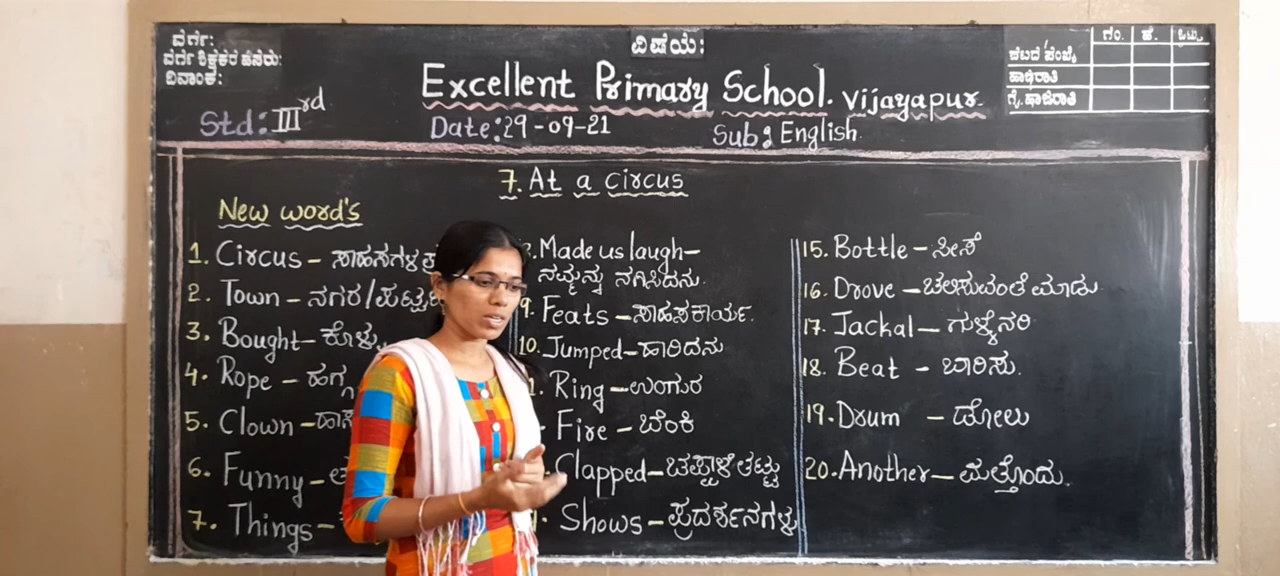 ವರ್ಗ:
ವರ್ಗ ಶಿಕ್ಷಕರ ಹೆಸರು:
ದಿನಾಂಕ:
ವಿಷಯ:
ಗಂ. ಹೆ. ಒಟ್ಟು
ಹಾಜರಾತಿ
ಗೈ.ಹಾಜರಾತಿ
Excellent Primary School. Vijayapur.
Std: IIIrd
Date: 29-09-21
Sub: English
7. At a circus
New word's
1. Circus - ಸಾಹಸಗಳ
2. Town - ನಗರ/ಪಟ್ಟಣ
3. Bought - ಕೊಳ್ಳು
4. Rope - ಹಗ್ಗ
5. Clown -
6. Funny -
7. Things -
Made us laugh-
ನಮ್ಮನ್ನು ನಗಿಸಿದನು.
9. Feats - ಸಾಹಸಕಾರ್ಯ.
10. Jumped - ಹಾರಿದನು
Ring - ಉಂಗುರ
Fire - ಬೆಂಕಿ
Clapped - ಚಪ್ಪಾಳೆ ತಟ್ಟು
Shows - ಪ್ರದರ್ಶನಗಳು
15. Bottle - ಸೀಸೆ
16. Drove - ಚಲಿಸುವಂತೆ ಮಾಡು
17. Jackal - ಗುಳ್ಳೆನರಿ
18. Beat - ಬಾರಿಸು.
19. Drum - ಡೋಲು
20. Another - ಮತ್ತೊಂದು.